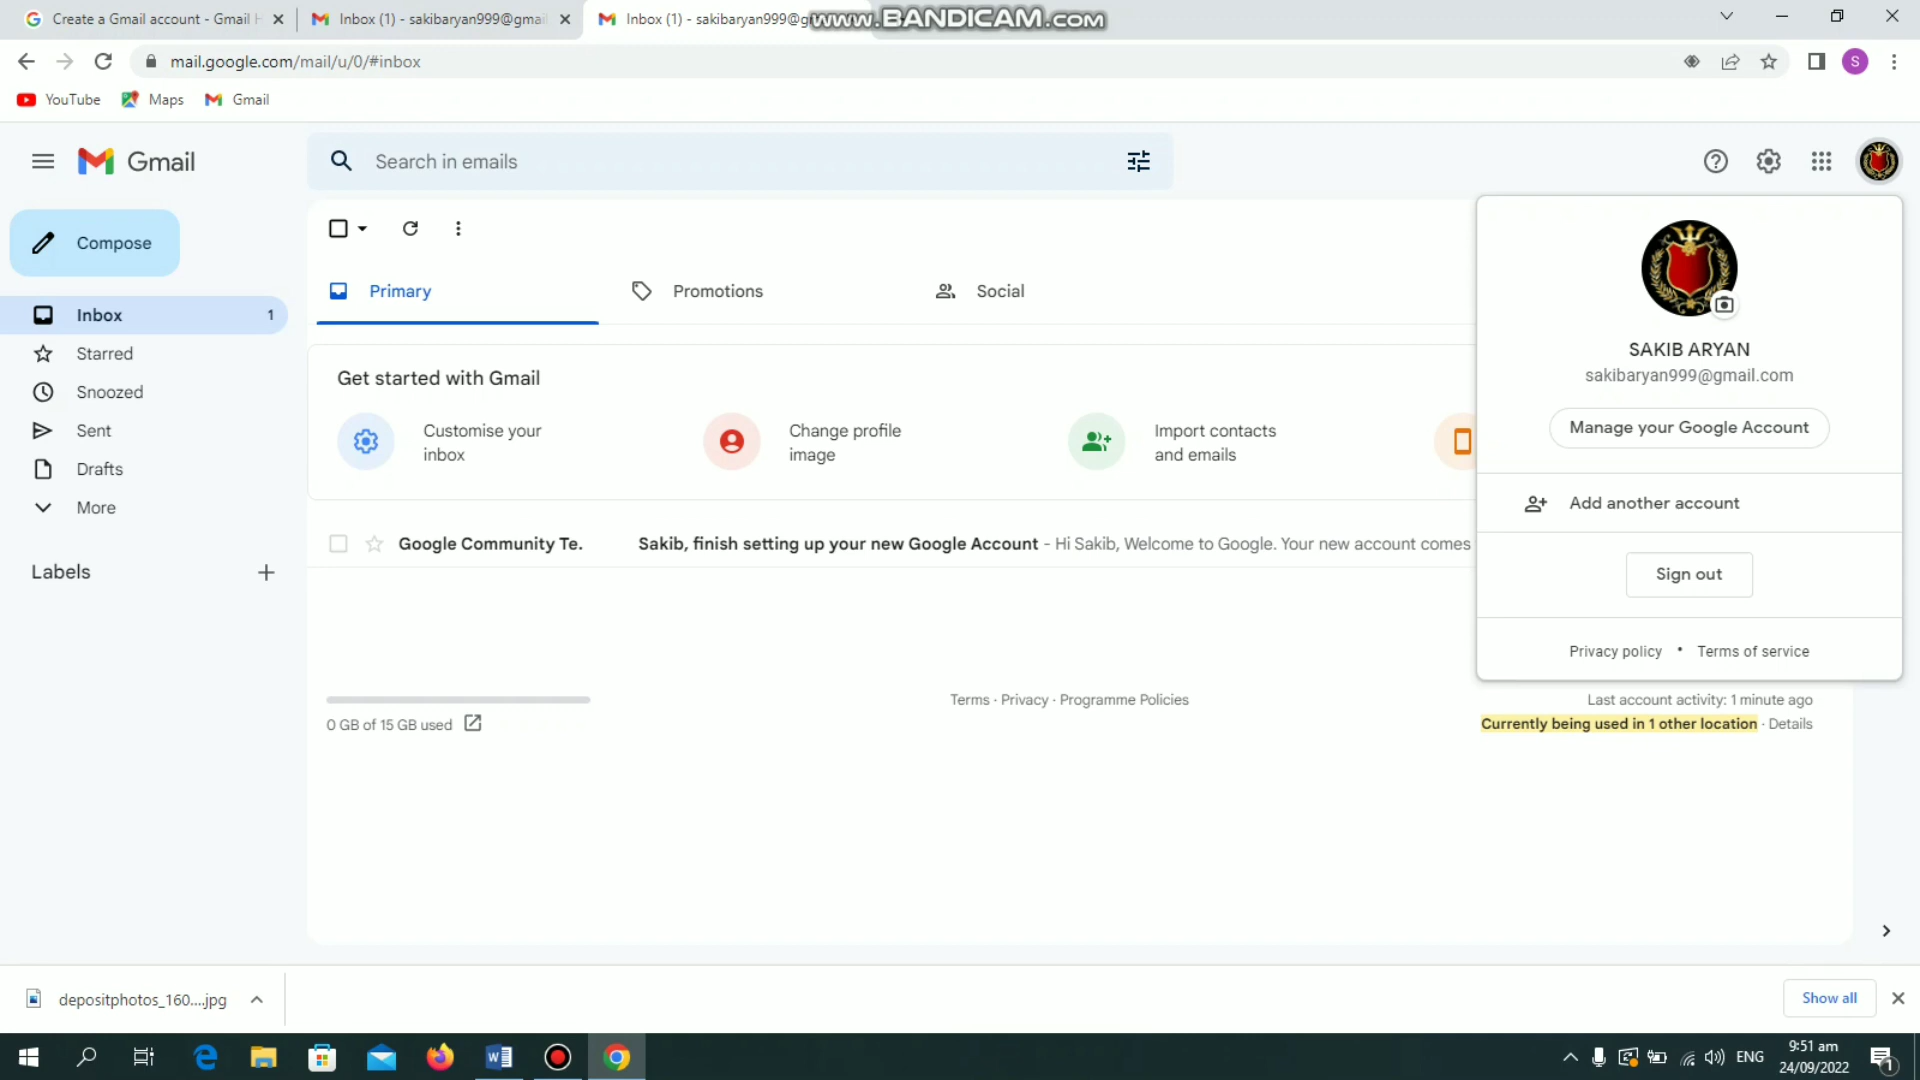 Create a Gmail account - Gmail H
Inbox (1) - sakibaryan999@gmai
Inbox (1) - sakibaryan999@g
www.BANDICAM.com
mail.google.com/mail/u/0/#inbox
S
YouTube
Maps
Gmail
Gmail
Search in emails
Compose
Inbox 1
Starred
Snoozed
Sent
Drafts
More
Labels
Primary
Promotions
Social
Get started with Gmail
Customise your
inbox
Change profile
image
Import contacts
and emails
Google Community Te. Sakib, finish setting up your new Google Account - Hi Sakib, Welcome to Google. Your new account comes
SAKIB ARYAN
sakibaryan999@gmail.com
Manage your Google Account
Add another account
Sign out
Privacy policy • Terms of service
0 GB of 15 GB used
Terms · Privacy · Programme Policies
Last account activity: 1 minute ago
Currently being used in 1 other location · Details
depositphotos_160....jpg
Show all
ENG
9:51 am
24/09/2022
1